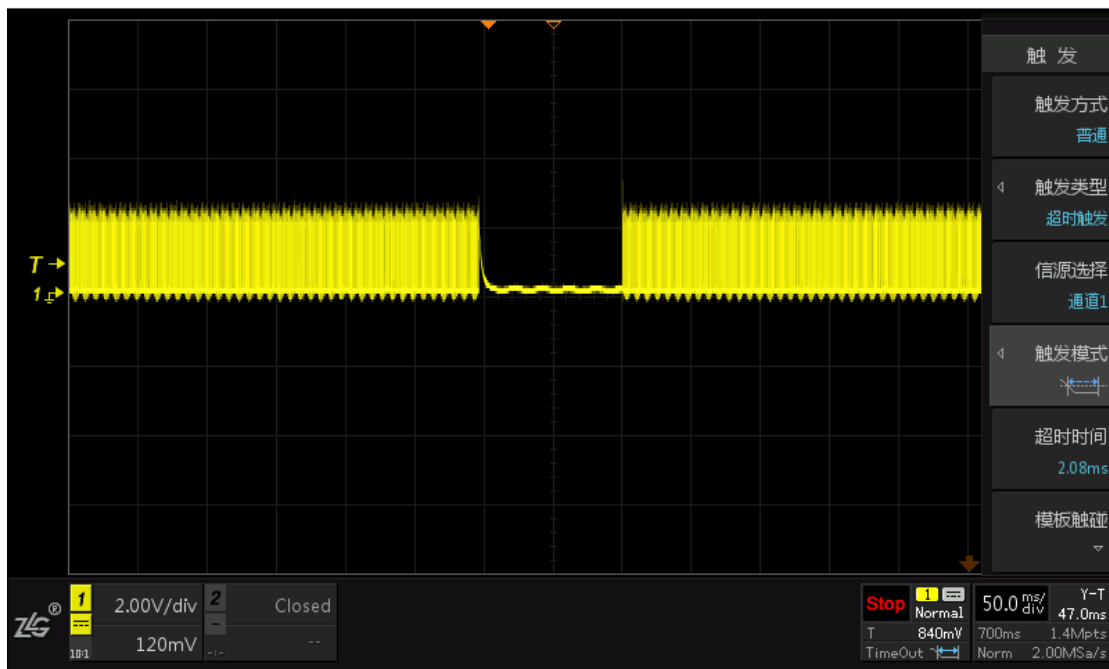 触 发
触发方式
普通
触发类型
超时触发
信源选择
通道1
触发模式
超时时间
2.08ms
模板触碰
T
1
ZLG®
1
10:1
2.00V/div
120mV
2
-:-
Closed
--
Stop
1
Normal
T 840mV
TimeOut
50.0 ms/div
Y-T
47.0ms
700ms 1.4Mpts
Norm 2.00MSa/s